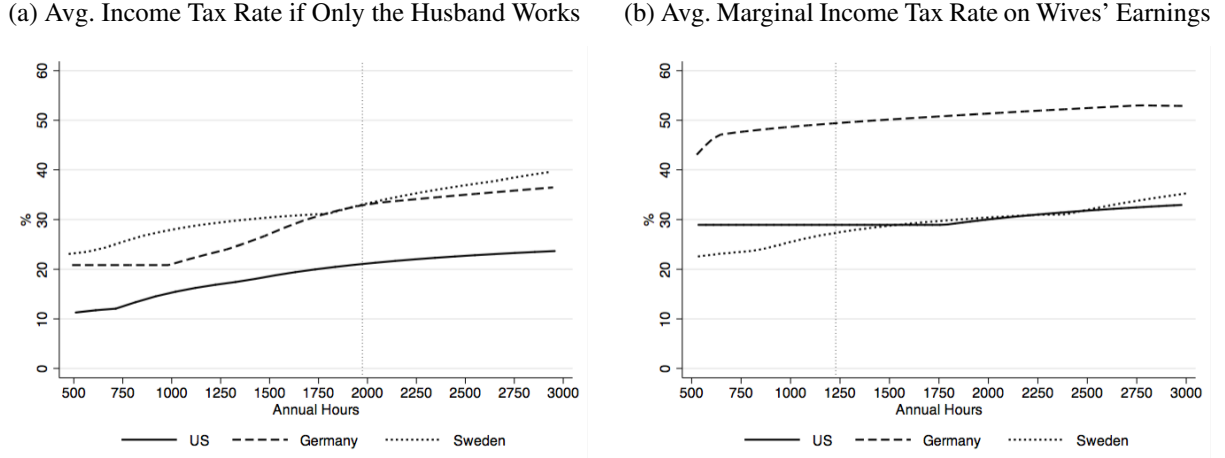 (a) Avg. Income Tax Rate if Only the Husband Works
60
50
40
30
20
10
0
%
500 750 1000 1250 1500 1750 2000 2250 2500 2750 3000
Annual Hours
US Germany Sweden
(b) Avg. Marginal Income Tax Rate on Wives' Earnings
60
50
40
30
20
10
0
%
500 750 1000 1250 1500 1750 2000 2250 2500 2750 3000
Annual Hours
US Germany Sweden